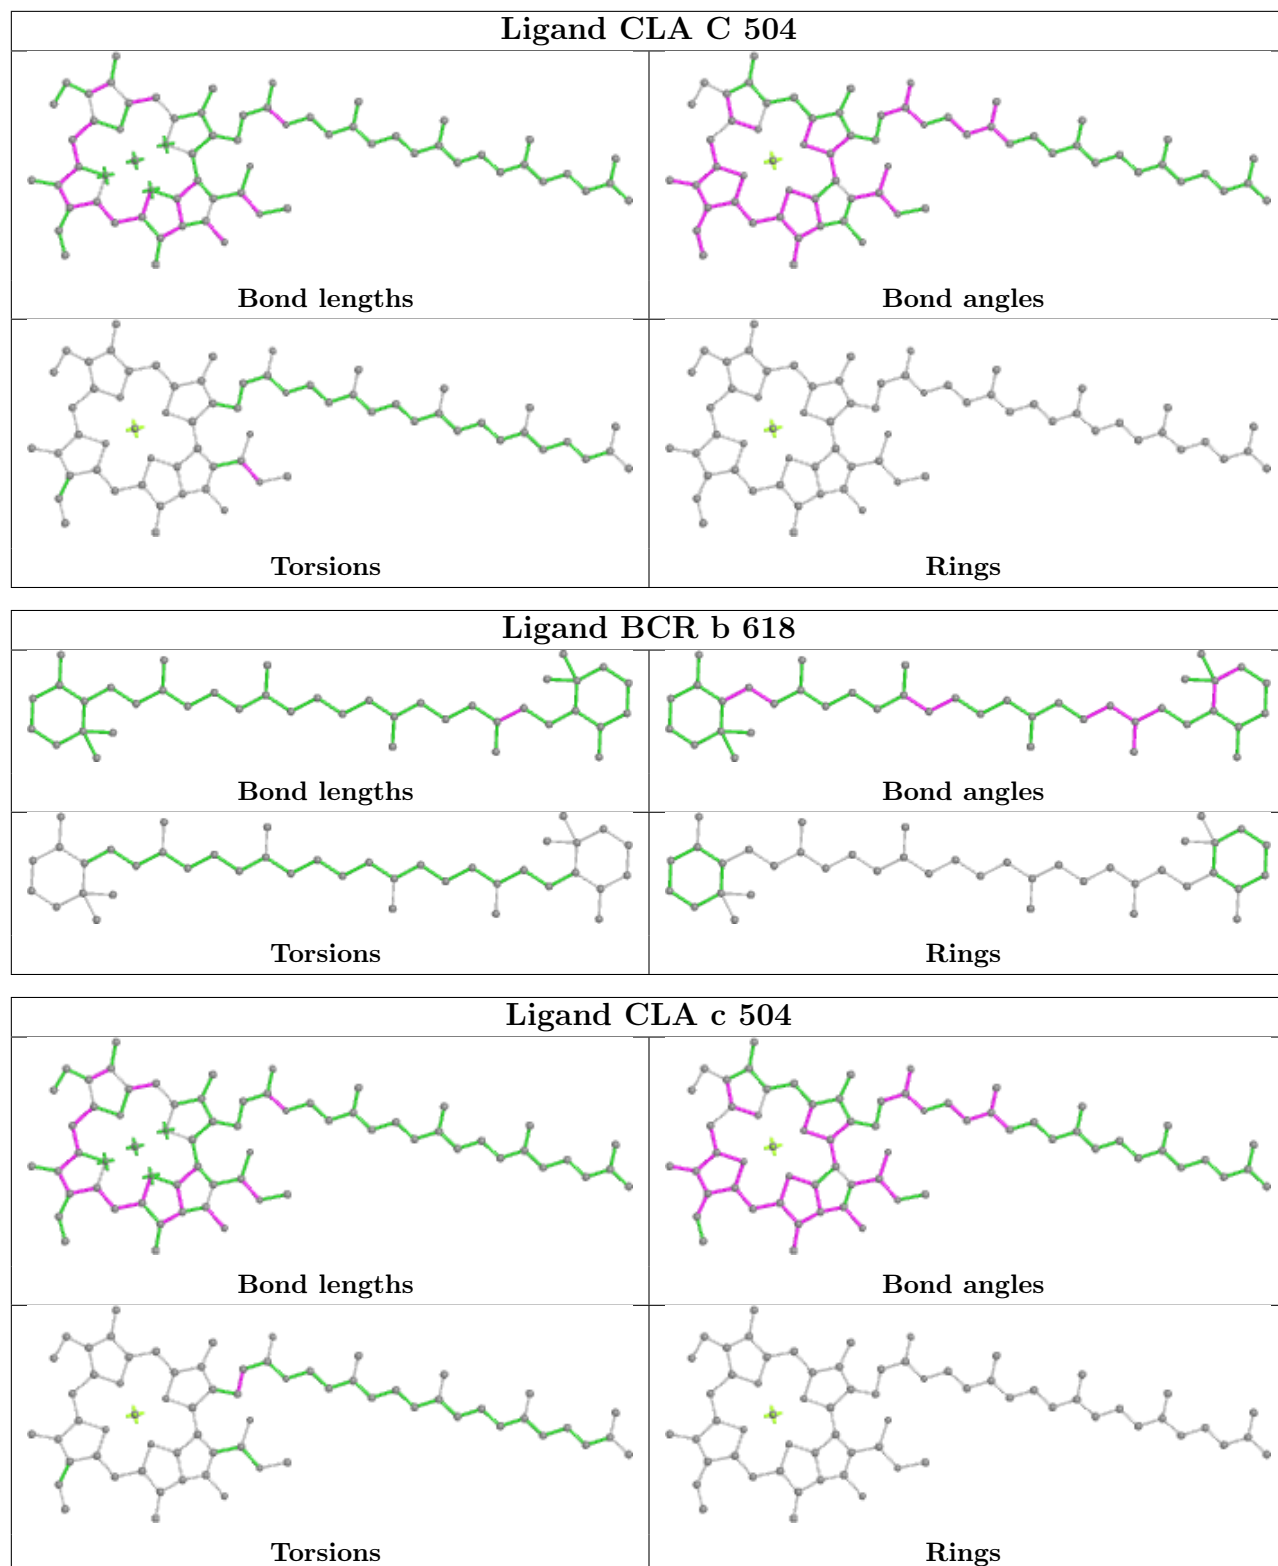 Ligand CLA C 504
Bond lengths
Bond angles
Torsions
Rings
Ligand BCR b 618
Bond lengths
Bond angles
Torsions
Rings
Ligand CLA c 504
Bond lengths
Bond angles
Torsions
Rings